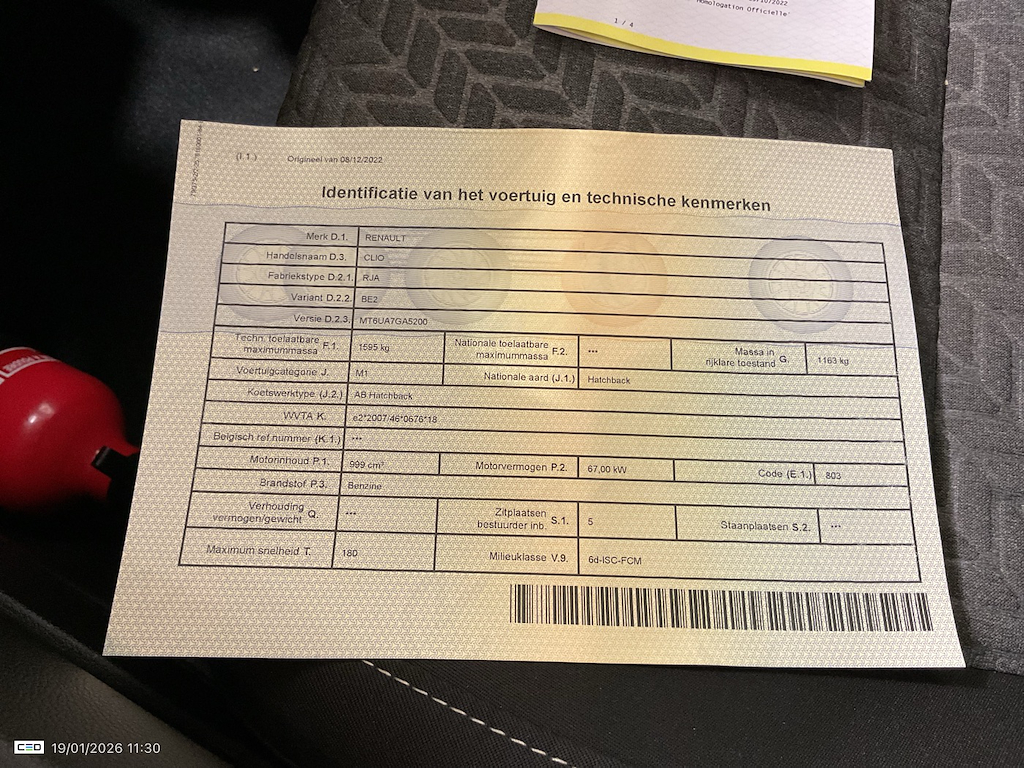 10/2022
Homologation Officielle
1 / 4
(I.1.) Origineel van 08/12/2022
Identificatie van het voertuig en technische kenmerken
Merk D.1. RENAULT
Handelsnaam D.3. CLIO
Fabriekstype D.2.1. RJA
Variant D.2.2. BE2
Versie D.2.3. MT6UA7GA5200
Techn. toelaatbare maximummassa F.1. 1595 kg Nationale toelaatbare maximummassa F.2. *** Massa in rijklare toestand G. 1163 kg
Voertuigcategorie J. M1 Nationale aard (J.1.) Hatchback
Koetswerktype (J.2.) AB Hatchback
WVTA K. e2*2007/46*0676*18
Belgisch ref.nummer (K.1.) ***
Motorinhoud P.1. 999 cm³ Motorvermogen P.2. 67,00 kW Code (E.1.) 803
Brandstof P.3. Benzine
Verhouding vermogen/gewicht Q. *** Zitplaatsen bestuurder inb. S.1. 5 Staanplaatsen S.2. ***
Maximum snelheid T. 180 Milieuklasse V.9. 6d-ISC-FCM
CEO 19/01/2026 11:30